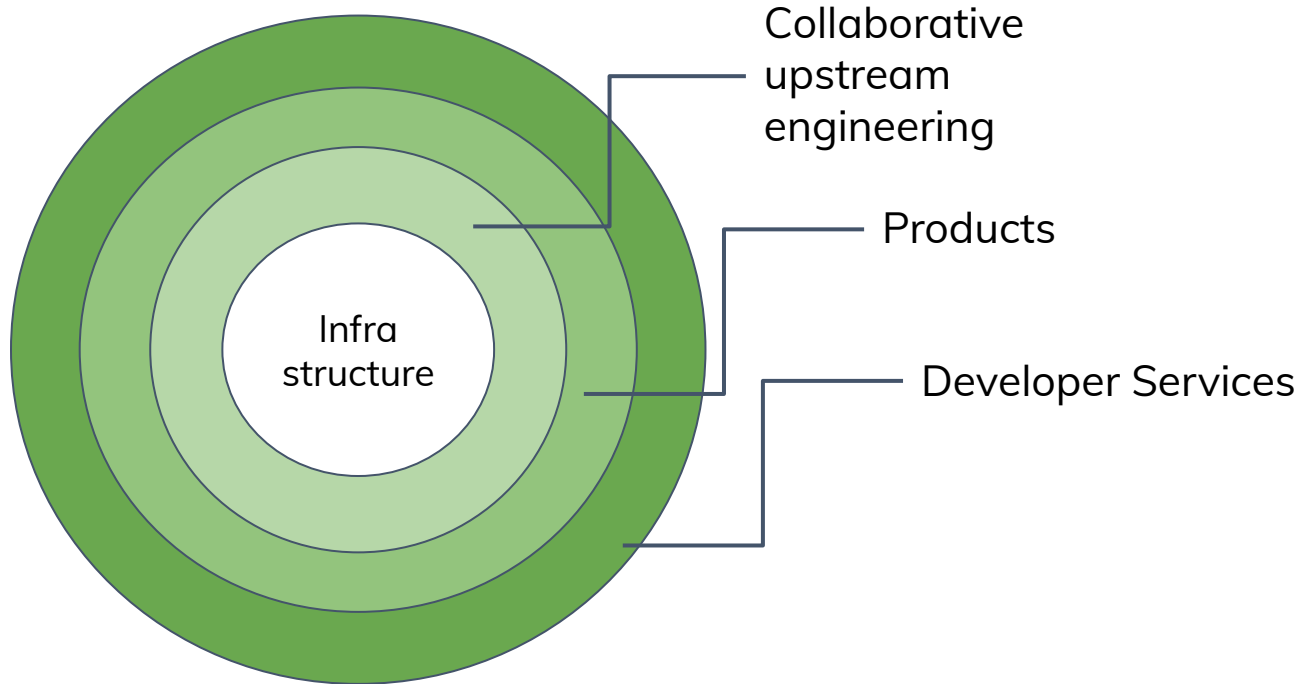 Collaborative
upstream
engineering
Products
Infra
structure
Developer Services